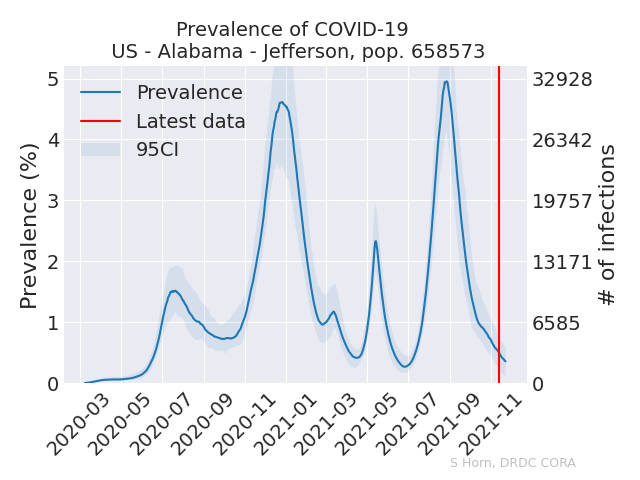 Prevalence of COVID-19
US - Alabama - Jefferson, pop. 658573
Prevalence
Latest data
95CI
Prevalence (%)
5
4
3
2
1
0
32928
26342
19757
13171
6585
0
# of infections
2020-03
2020-05
2020-07
2020-09
2020-11
2021-01
2021-03
2021-05
2021-07
2021-09
2021-11
S Horn, DRDC CORA